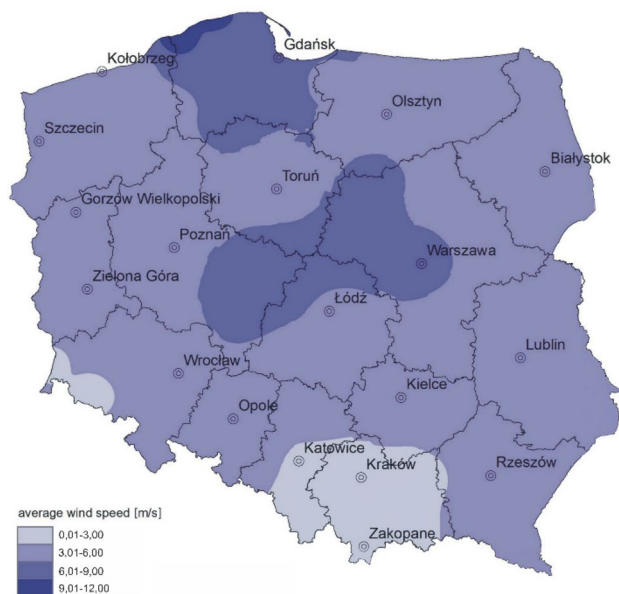 Gdańsk
Kołobrzeg
Olsztyn
Szczecin
Białystok
Toruń
Gorzów Wielkopolski
Poznań
Warszawa
Zielona Góra
Łódź
Lublin
Wrocław
Kielce
Opole
Katowice
Kraków
Rzeszów
Zakopane
average wind speed [m/s]
0,01-3,00
3.01-6,00
6,01-9,00
9,01-12,00